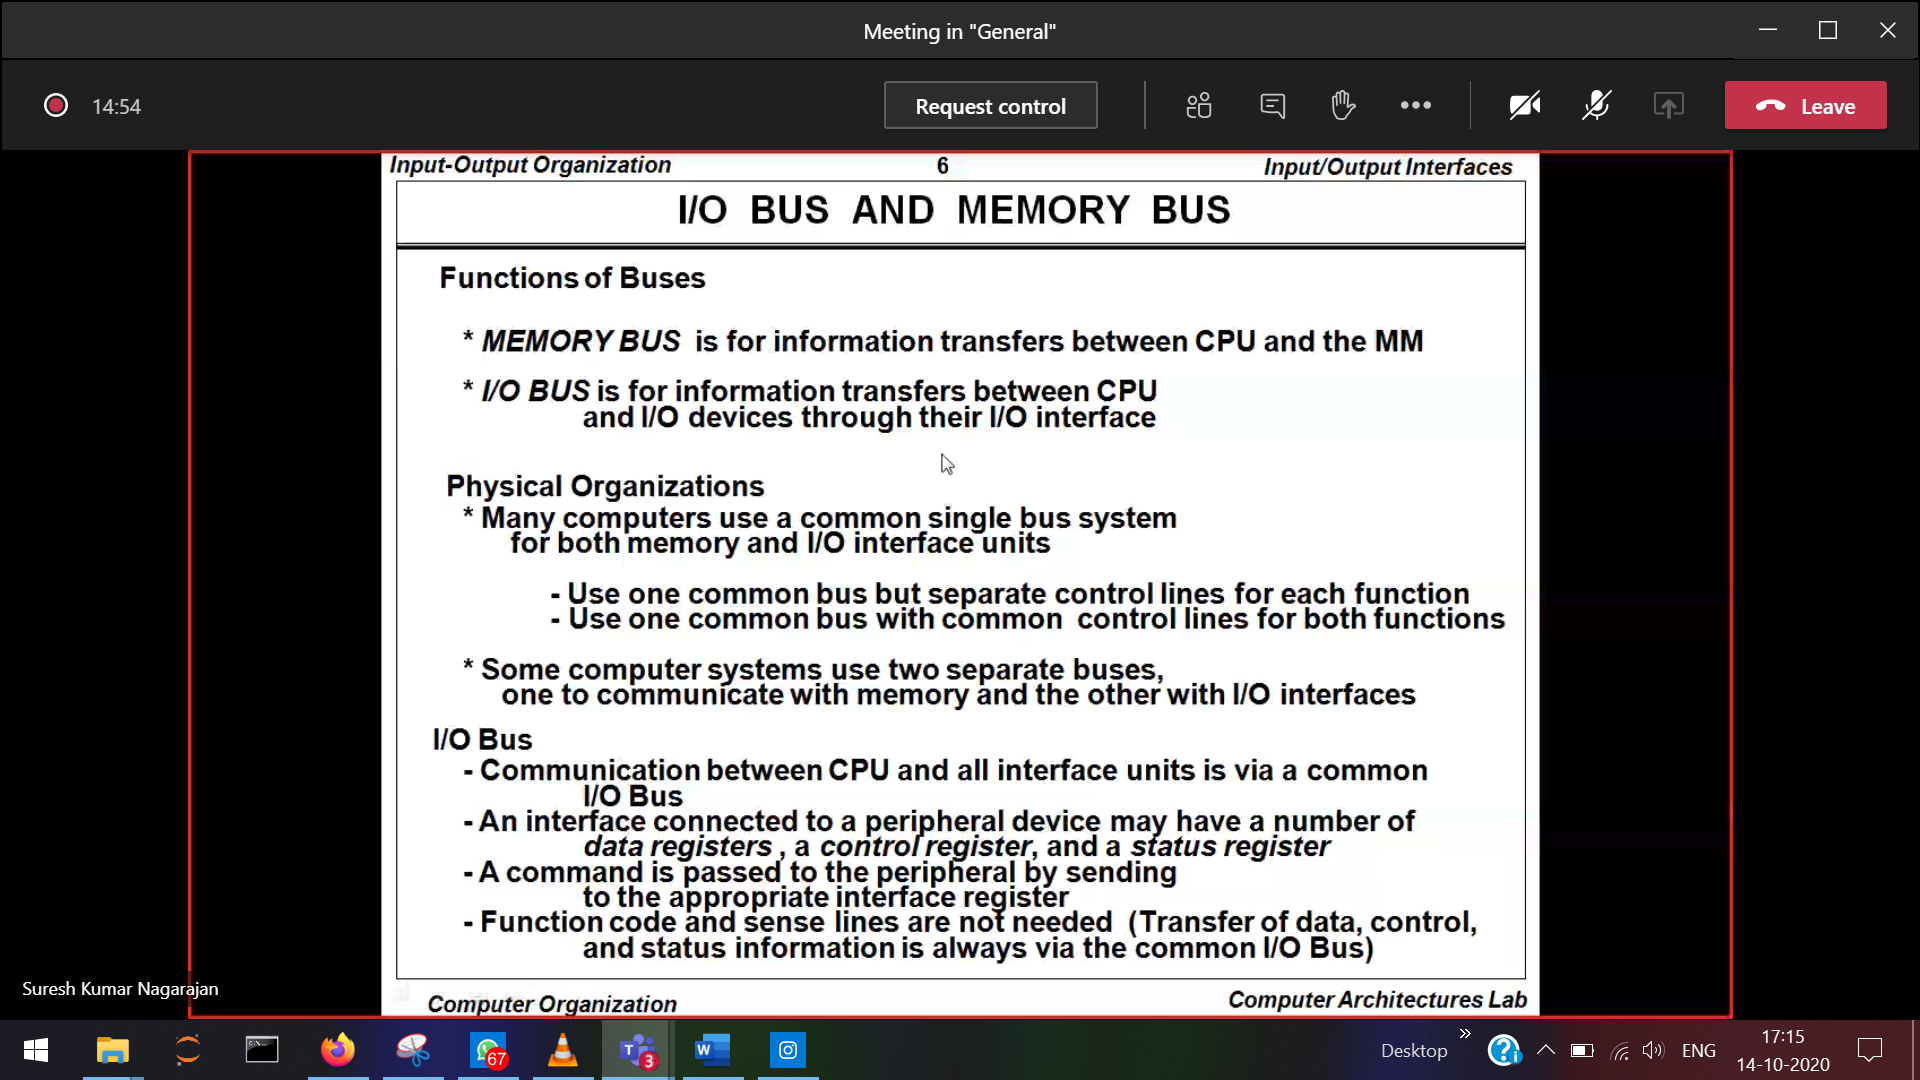 Meeting in "General"
14:54
Request control
Leave
Input-Output Organization 6 Input/Output Interfaces
I/O BUS AND MEMORY BUS
Functions of Buses
* MEMORY BUS is for information transfers between CPU and the MM
* I/O BUS is for information transfers between CPU
and I/O devices through their I/O interface
Physical Organizations
* Many computers use a common single bus system
for both memory and I/O interface units
- Use one common bus but separate control lines for each function
- Use one common bus with common control lines for both functions
* Some computer systems use two separate buses,
one to communicate with memory and the other with I/O interfaces
I/O Bus
- Communication between CPU and all interface units is via a common
I/O Bus
- An interface connected to a peripheral device may have a number of
data registers , a control register, and a status register
- A command is passed to the peripheral by sending
to the appropriate interface register
- Function code and sense lines are not needed (Transfer of data, control,
and status information is always via the common I/O Bus)
Suresh Kumar Nagarajan
Computer Organization Computer Architectures Lab
67
T
3
W
Desktop
»
ENG
17:15
14-10-2020